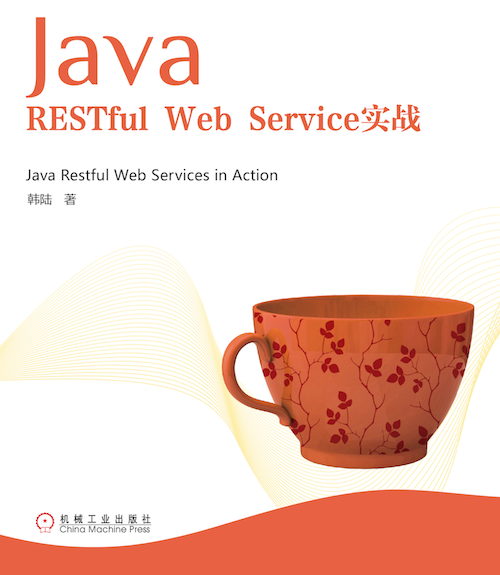 Java
RESTful Web Service实战
Java Restful Web Services in Action
韩陆 著
机械工业出版社
China Machine Press